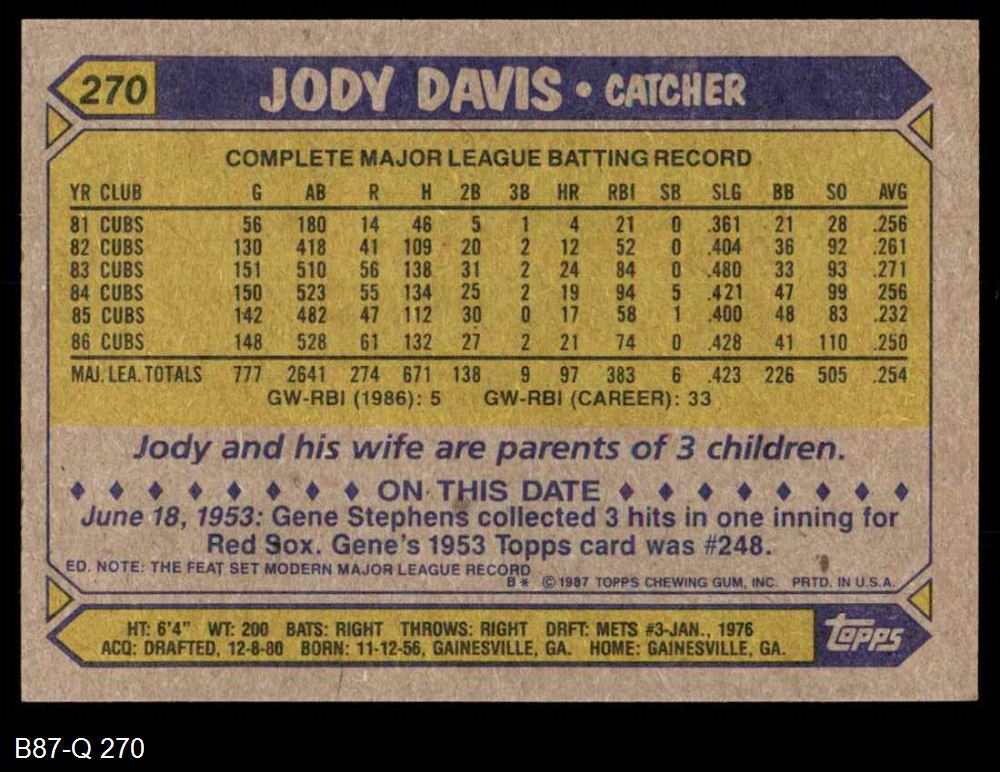 270 JODY DAVIS • CATCHER
COMPLETE MAJOR LEAGUE BATTING RECORD
YR CLUB G AB R H 2B 3B HR RBI SB SLG BB SO AVG
81 CUBS 56 180 14 46 5 1 4 21 0 .361 21 28 .256
82 CUBS 130 418 41 109 20 2 12 52 0 .404 36 92 .261
83 CUBS 151 510 56 138 31 2 24 84 0 .480 33 93 .271
84 CUBS 150 523 55 134 25 2 19 94 5 .421 47 99 .256
85 CUBS 142 482 47 112 30 0 17 58 1 .400 48 83 .232
86 CUBS 148 528 61 132 27 2 21 74 0 .428 41 110 .250
MAJ. LEA. TOTALS 777 2641 274 671 138 9 97 383 6 .423 226 505 .254
GW-RBI (1986): 5 GW-RBI (CAREER): 33
Jody and his wife are parents of 3 children.
ON THIS DATE
June 18, 1953: Gene Stephens collected 3 hits in one inning for
Red Sox. Gene's 1953 Topps card was #248.
ED. NOTE: THE FEAT SET MODERN MAJOR LEAGUE RECORD
B* © 1987 TOPPS CHEWING GUM, INC. PRTD. IN U.S.A.
HT: 6'4" WT: 200 BATS: RIGHT THROWS: RIGHT DRFT: METS #3-JAN., 1976
ACQ: DRAFTED, 12-8-80 BORN: 11-12-56, GAINESVILLE, GA. HOME: GAINESVILLE, GA.
topps
B87-Q 270